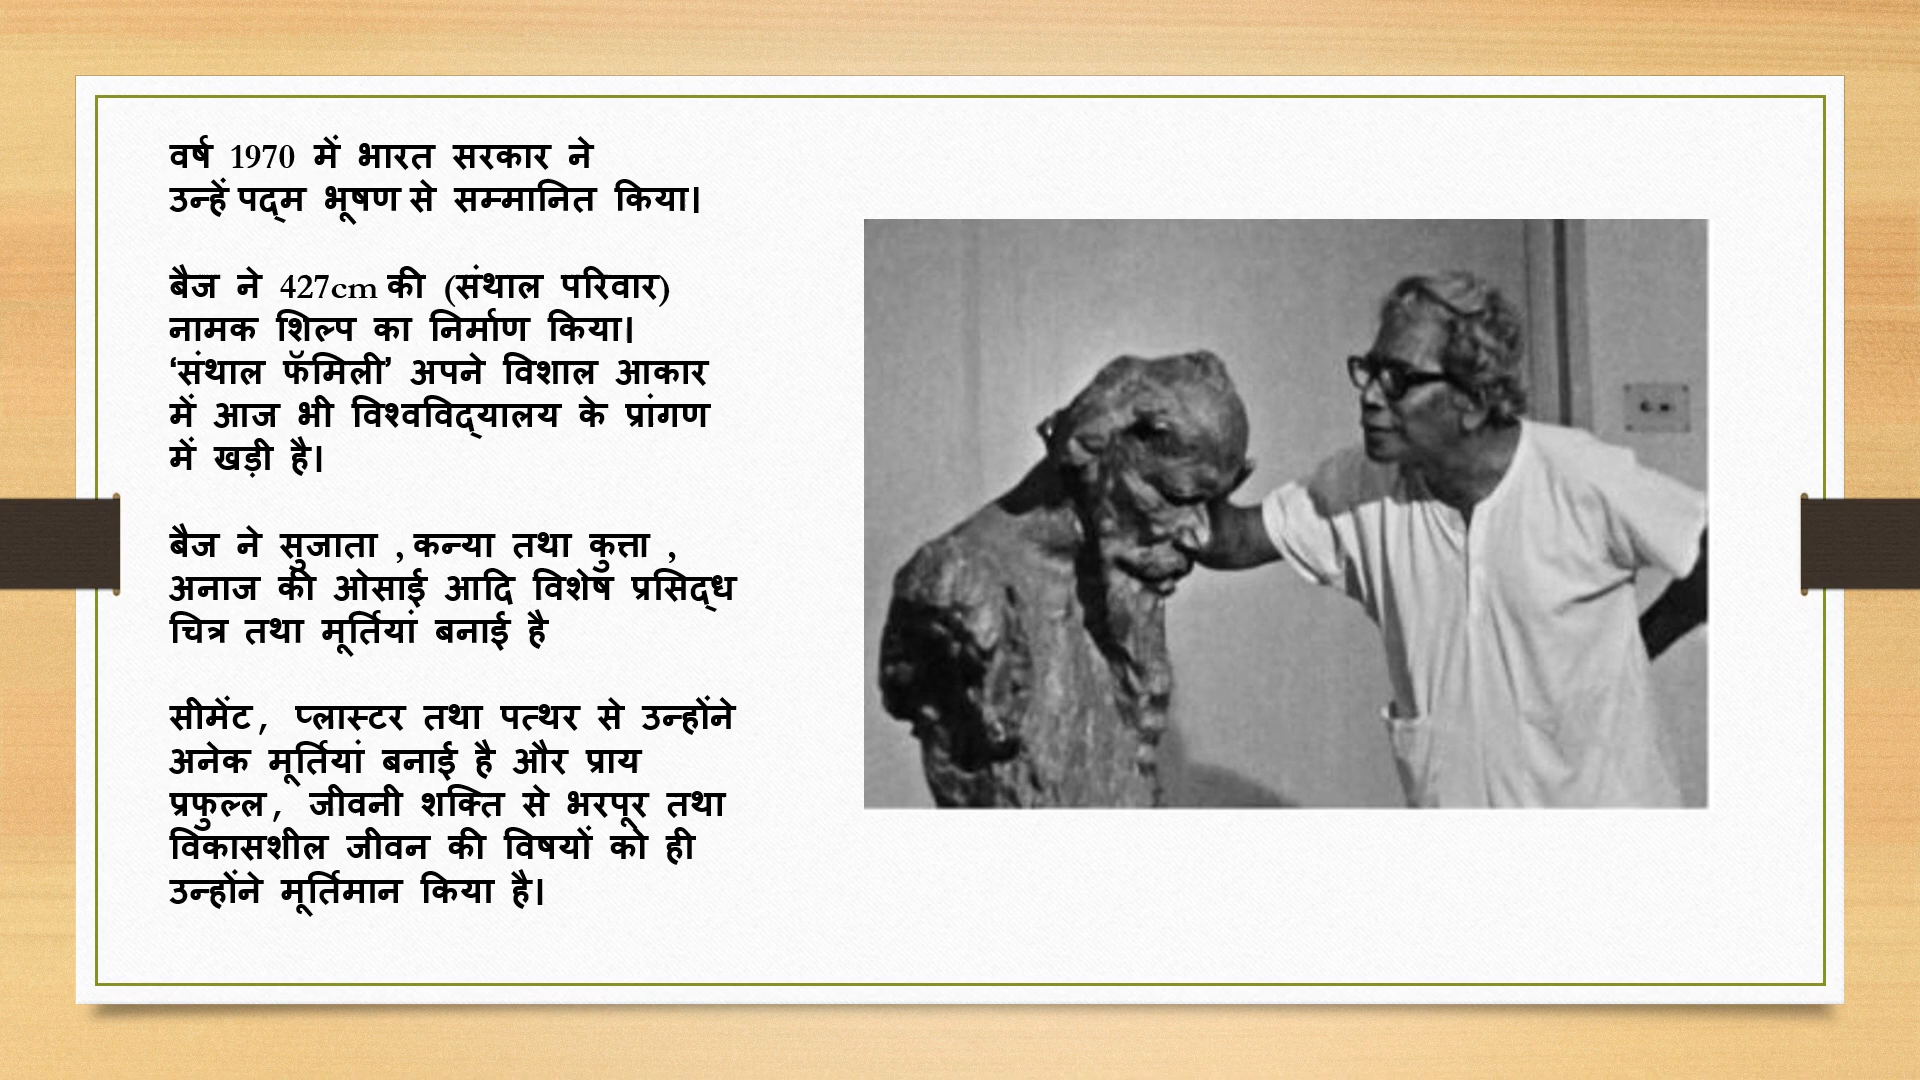 वर्ष 1970 में भारत सरकार ने
उन्हें पद्म भूषण से सम्मानित किया।
बैज ने 427cm की (संथाल परिवार)
नामक शिल्प का निर्माण किया।
‘संथाल फॅमिली’ अपने विशाल आकार
में आज भी विश्वविद्यालय के प्रांगण
में खड़ी है।
बैज ने सुजाता , कन्या तथा कुत्ता ,
अनाज की ओसाई आदि विशेष प्रसिद्ध
चित्र तथा मूर्तियां बनाई है
सीमेंट, प्लास्टर तथा पत्थर से उन्होंने
अनेक मूर्तियां बनाई है और प्राय
प्रफुल्ल, जीवनी शक्ति से भरपूर तथा
विकासशील जीवन की विषयों को ही
उन्होंने मूर्तिमान किया है।